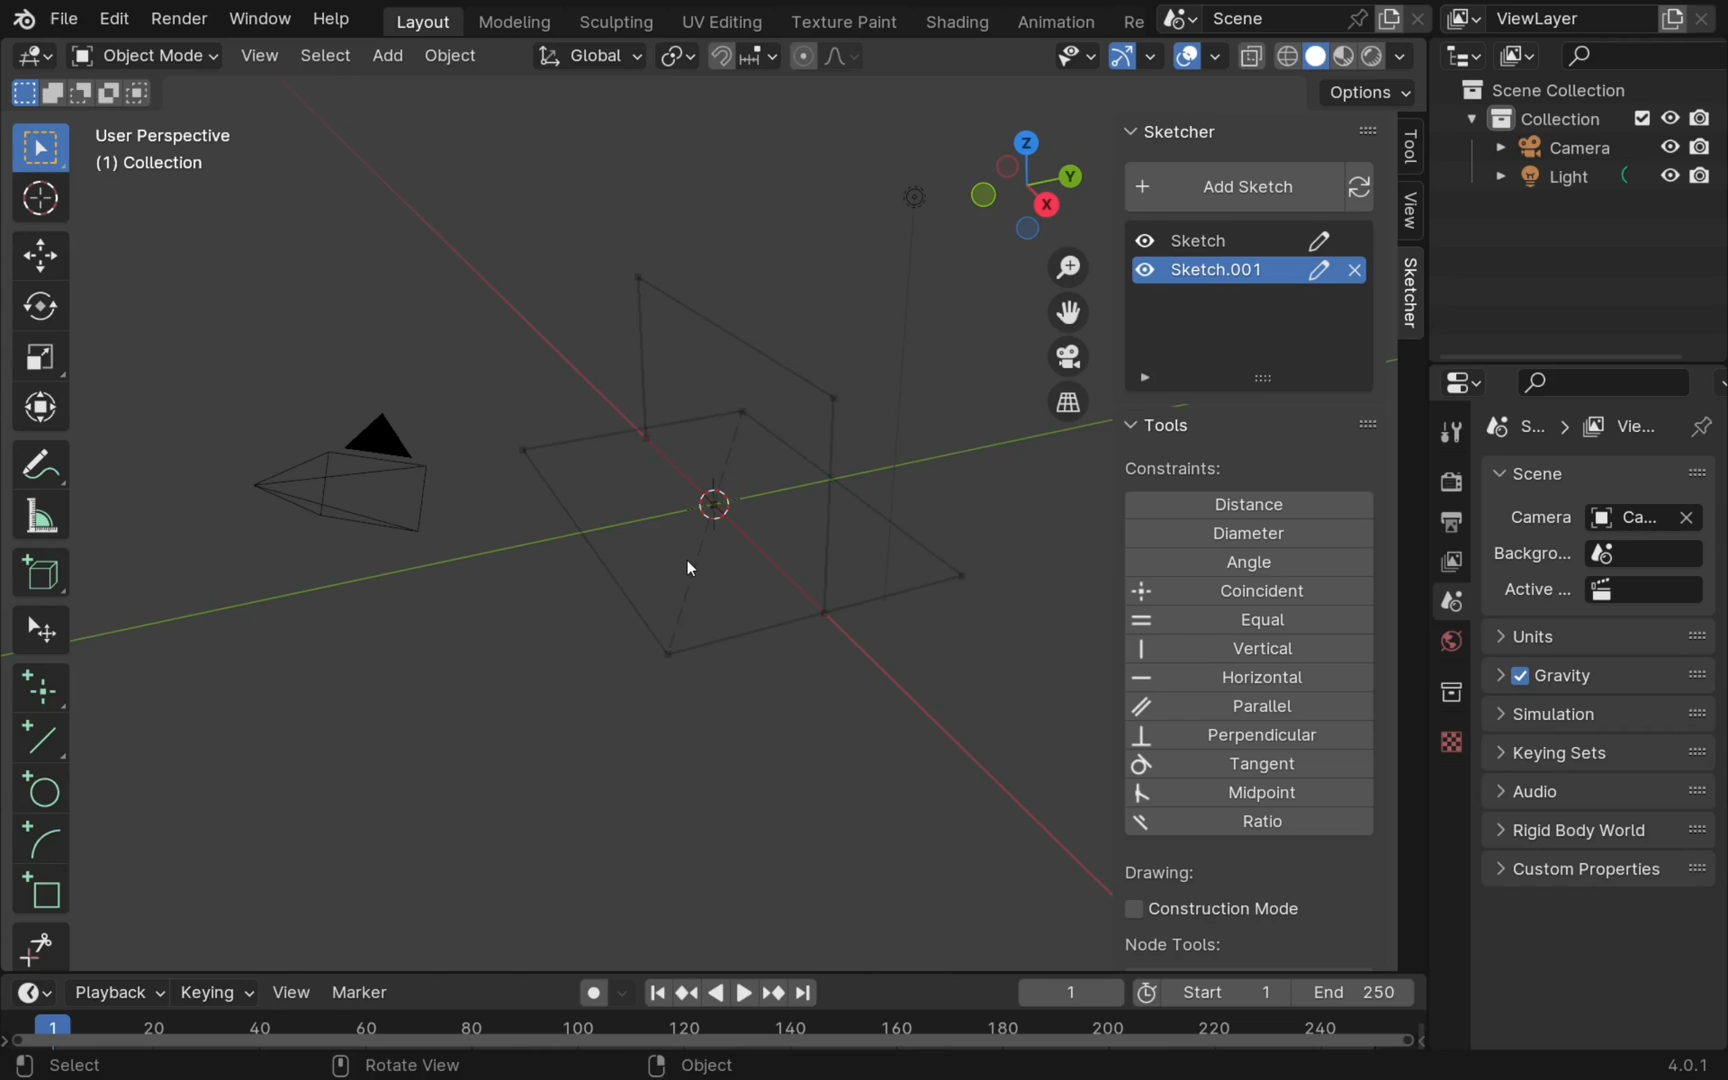 File Edit Render Window Help Layout Modeling Sculpting UV Editing Texture Paint Shading Animation Re Scene ViewLayer
Object Mode View Select Add Object Global
Options
User Perspective
(1) Collection
Z
Y
X
Sketcher
Add Sketch
Sketch
Sketch.001
Tools
Constraints:
Distance
Diameter
Angle
Coincident
Equal
Vertical
Horizontal
Parallel
Perpendicular
Tangent
Midpoint
Ratio
Drawing:
Construction Mode
Node Tools:
Tool
View
Sketcher
Scene Collection
Collection
Camera
Light
S... Vie...
Scene
Camera Ca...
Backgro...
Active ...
Units
Gravity
Simulation
Keying Sets
Audio
Rigid Body World
Custom Properties
Playback Keying View Marker 1 Start 1 End 250
1 20 40 60 80 100 120 140 160 180 200 220 240
Select Rotate View Object 4.0.1